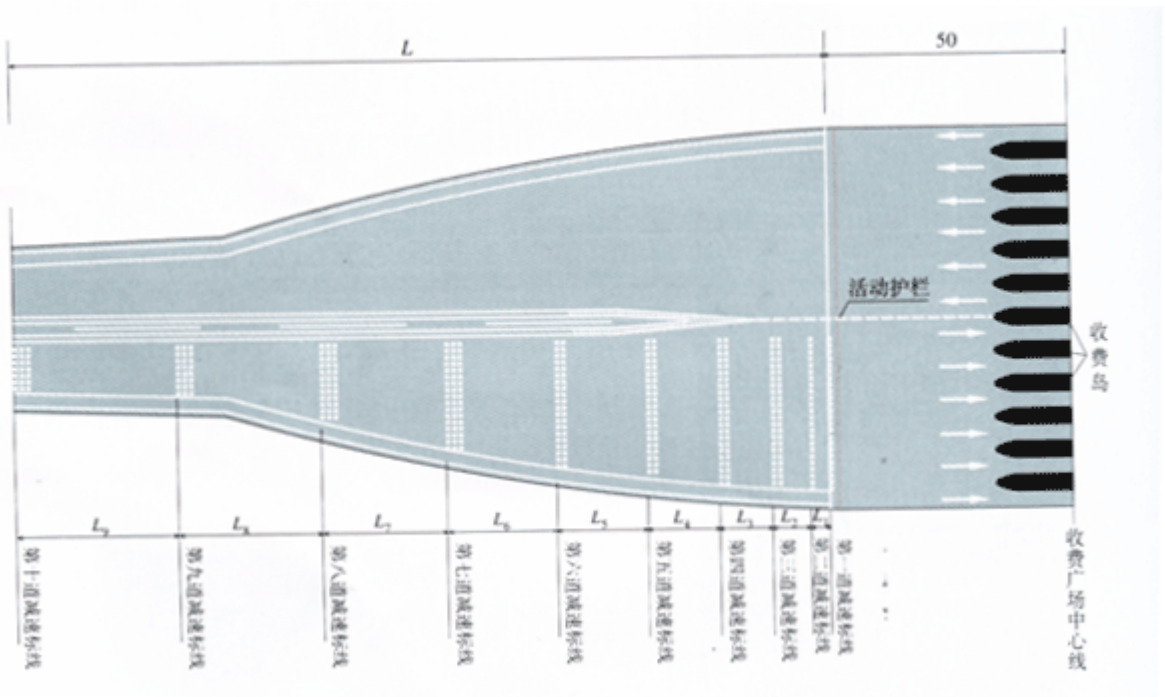 L
50
活动护栏
收费岛
L₉
L₈
L₇
L₆
L₅
L₄
L₃
L₂
L₁
第十道减速标线
第九道减速标线
第八道减速标线
第七道减速标线
第六道减速标线
第五道减速标线
第四道减速标线
第三道减速标线
第二道减速标线
第一道减速标线
收费广场中心线